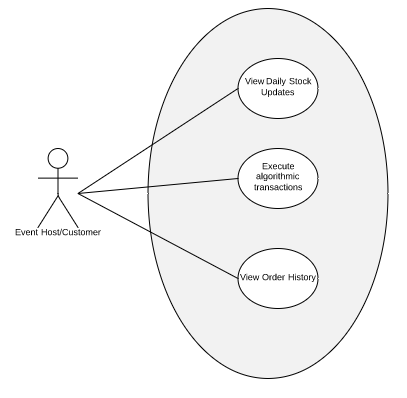 View Daily Stock
Updates
Execute
algorithmic
transactions
Event Host/Customer
View Order History